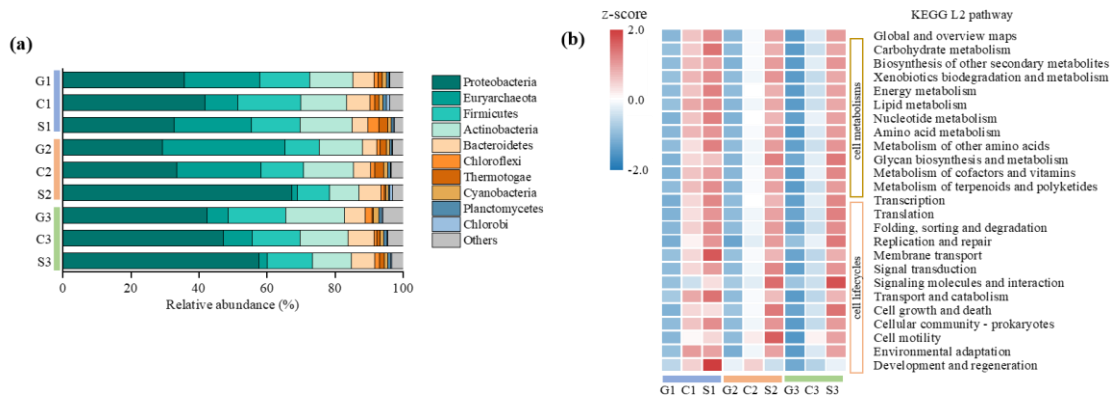 (a)
G1
C1
S1
G2
C2
S2
G3
C3
S3
0 20 40 60 80 100
Relative abundance (%)
Proteobacteria
Euryarchaeota
Firmicutes
Actinobacteria
Bacteroidetes
Chloroflexi
Thermotogae
Cyanobacteria
Planctomycetes
Chlorobi
Others
(b)
z-score
2.0
0.0
-2.0
KEGG L2 pathway
Global and overview maps
Carbohydrate metabolism
Biosynthesis of other secondary metabolites
Xenobiotics biodegradation and metabolism
Energy metabolism
Lipid metabolism
Nucleotide metabolism
Amino acid metabolism
Metabolism of other amino acids
Glycan biosynthesis and metabolism
Metabolism of cofactors and vitamins
Metabolism of terpenoids and polyketides
Transcription
Translation
Folding, sorting and degradation
Replication and repair
Membrane transport
Signal transduction
Signaling molecules and interaction
Transport and catabolism
Cell growth and death
Cellular community - prokaryotes
Cell motility
Environmental adaptation
Development and regeneration
cell metabolisms
cell lifecycles
G1 C1 S1 G2 C2 S2 G3 C3 S3